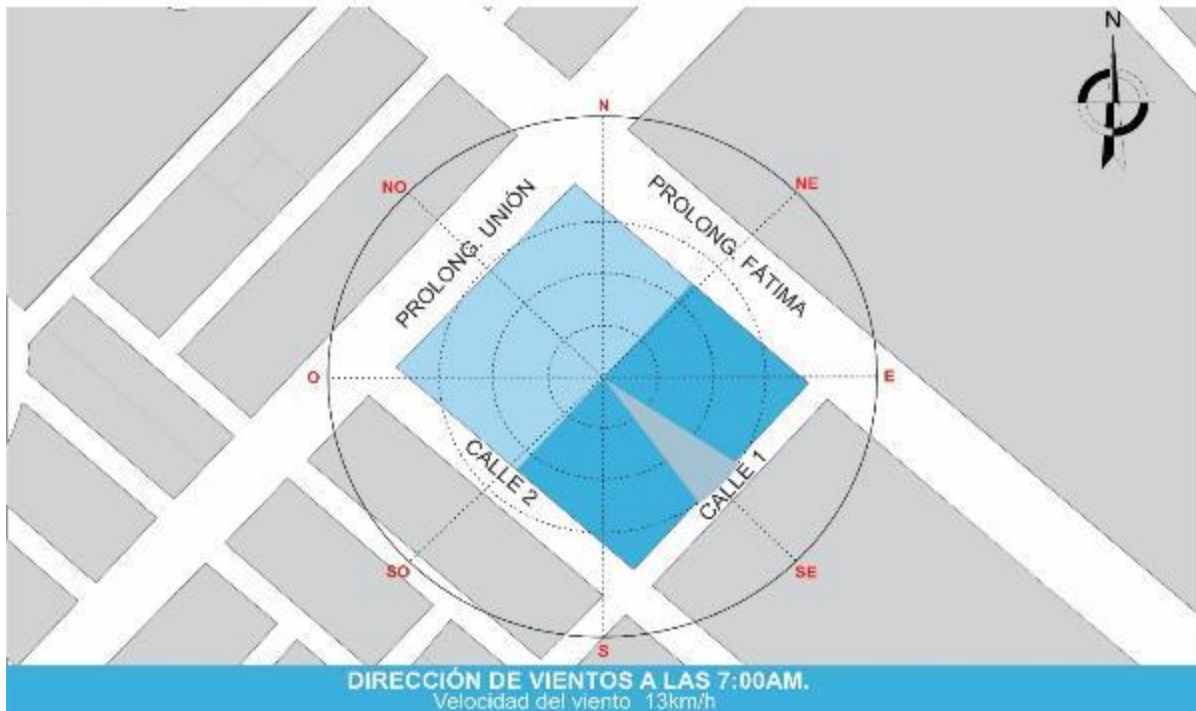 N
N
NO
NE
PROLONG. UNIÓN
PROLONG. FÁTIMA
O
E
CALLE 2
CALLE 1
SO
SE
S
DIRECCIÓN DE VIENTOS A LAS 7:00AM.
Velocidad del viento 13km/h